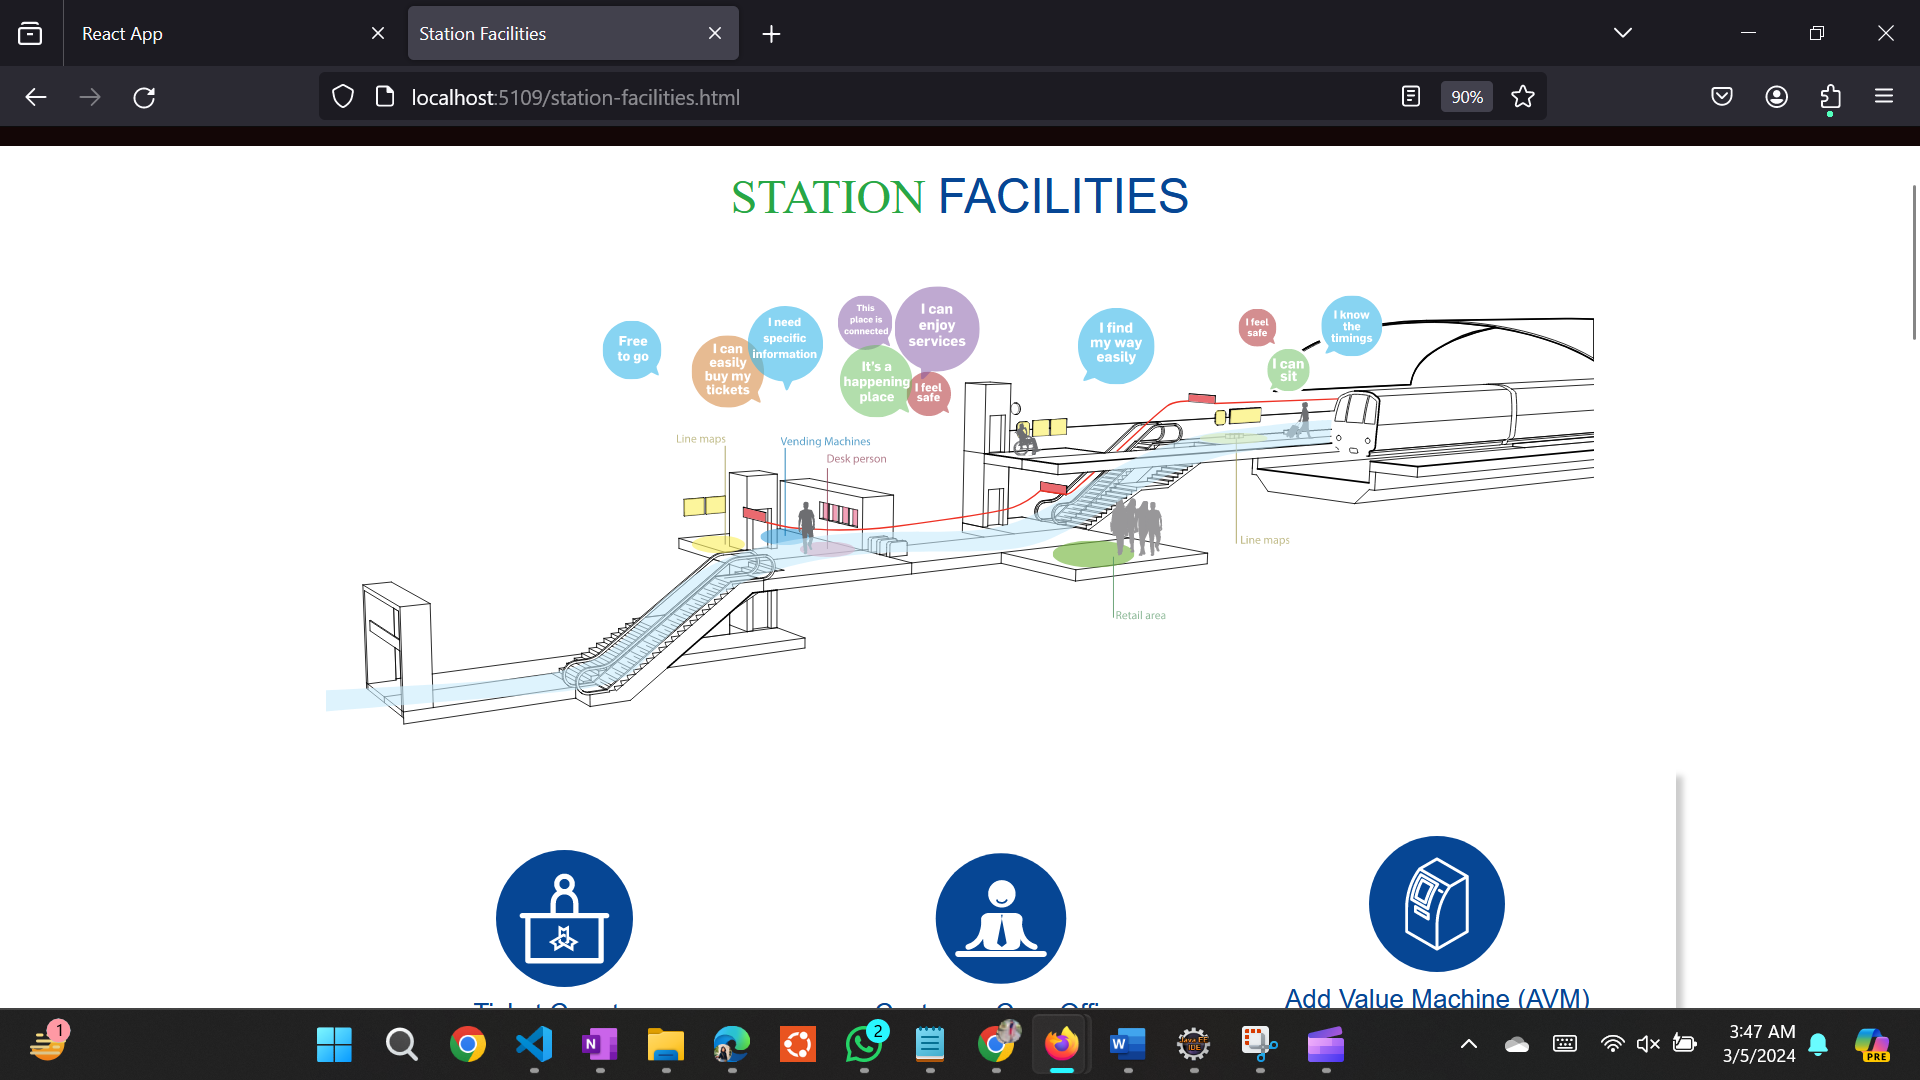 React App
Station Facilities
localhost:5109/station-facilities.html
90%
STATION FACILITIES
Free
to go
I can
easily
buy my
tickets
I need
specific
information
This
place is
connected
I can
enjoy
services
It's a
happening
place
I feel
safe
I find
my way
easily
I feel
safe
I can
sit
I know
the
timings
Line maps
Vending Machines
Desk person
Line maps
Retail area
Add Value Machine (AVM)
1
2
3:47 AM
3/5/2024
PRE